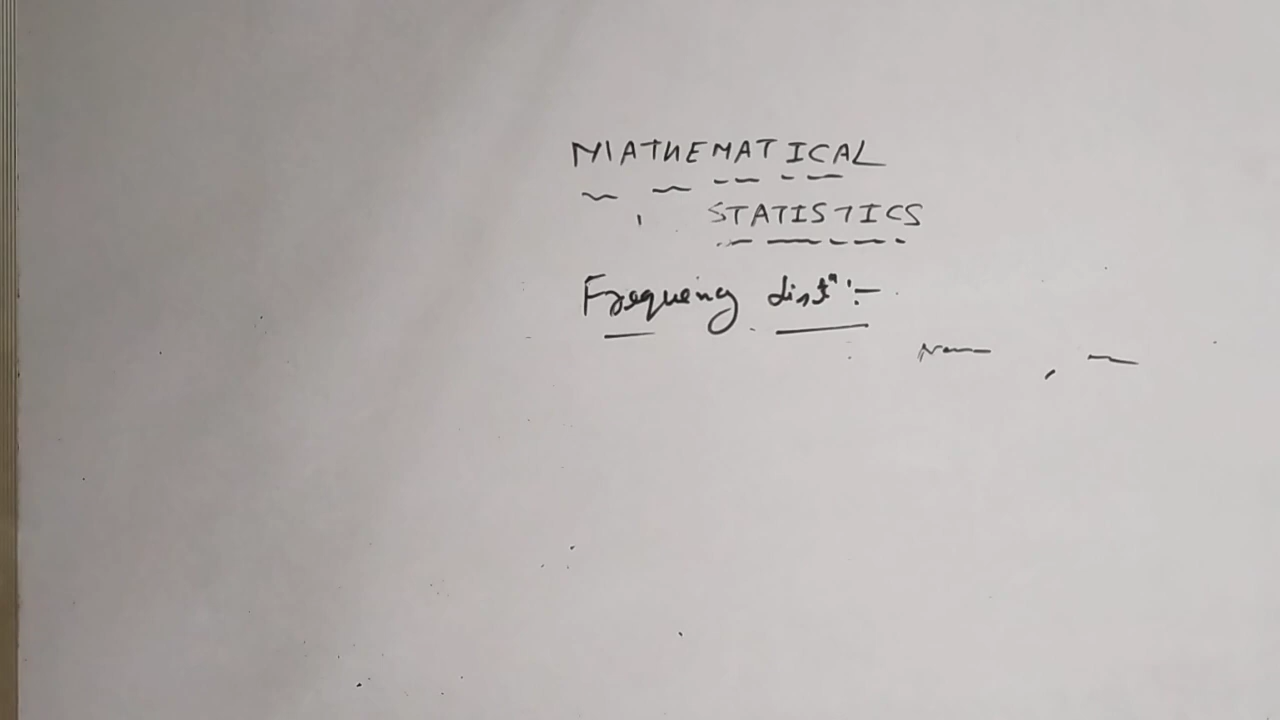 MATHEMATICAL
STATISTICS
Frequency distⁿ :-